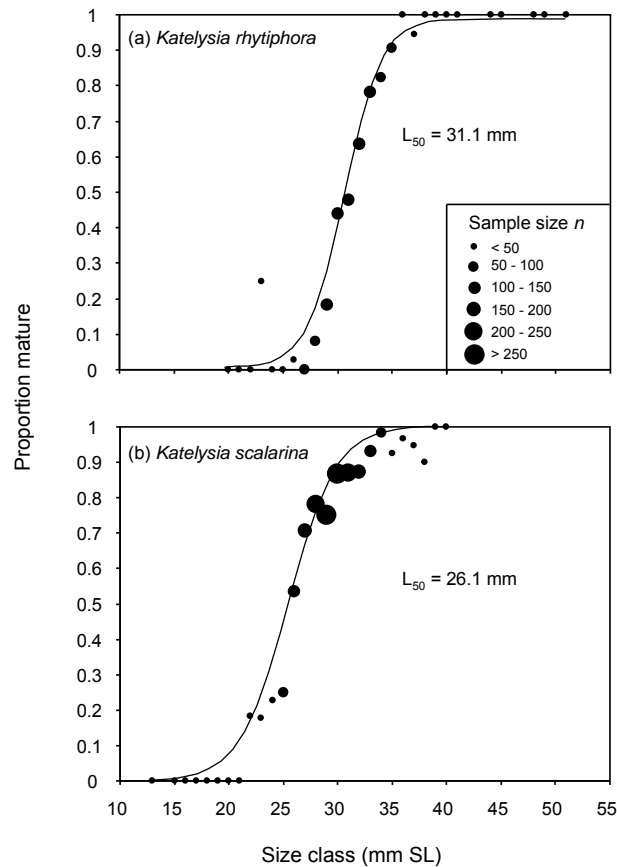 Proportion mature
1
0.9
0.8
0.7
0.6
0.5
0.4
0.3
0.2
0.1
0
(a) Katelysia rhytiphora
L50 = 31.1 mm
Sample size n
< 50
50 - 100
100 - 150
150 - 200
200 - 250
> 250
1
0.9
0.8
0.7
0.6
0.5
0.4
0.3
0.2
0.1
0
(b) Katelysia scalarina
L50 = 26.1 mm
10 15 20 25 30 35 40 45 50 55
Size class (mm SL)